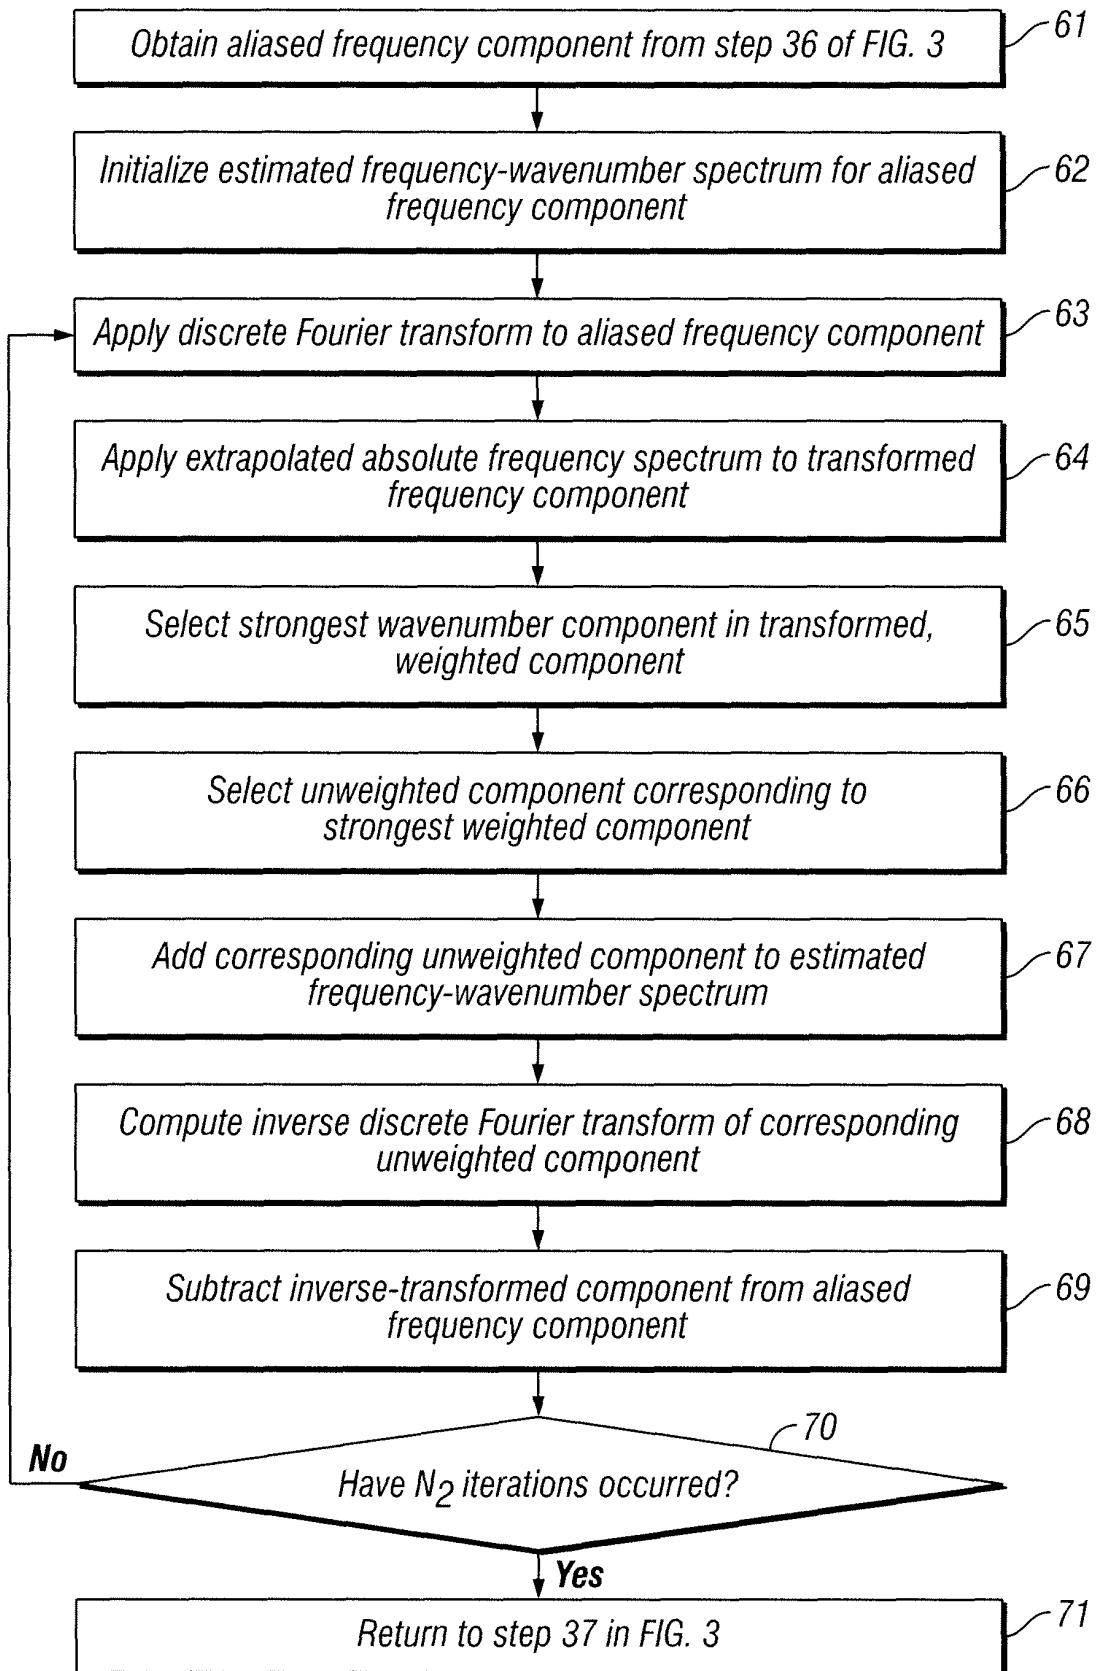 Obtain aliased frequency component from step 36 of FIG. 3
61
Initialize estimated frequency-wavenumber spectrum for aliased
frequency component
62
Apply discrete Fourier transform to aliased frequency component
63
Apply extrapolated absolute frequency spectrum to transformed
frequency component
64
Select strongest wavenumber component in transformed,
weighted component
65
Select unweighted component corresponding to
strongest weighted component
66
Add corresponding unweighted component to estimated
frequency-wavenumber spectrum
67
Compute inverse discrete Fourier transform of corresponding
unweighted component
68
Subtract inverse-transformed component from aliased
frequency component
69
70
No
Have N2 iterations occurred?
Yes
Return to step 37 in FIG. 3
71